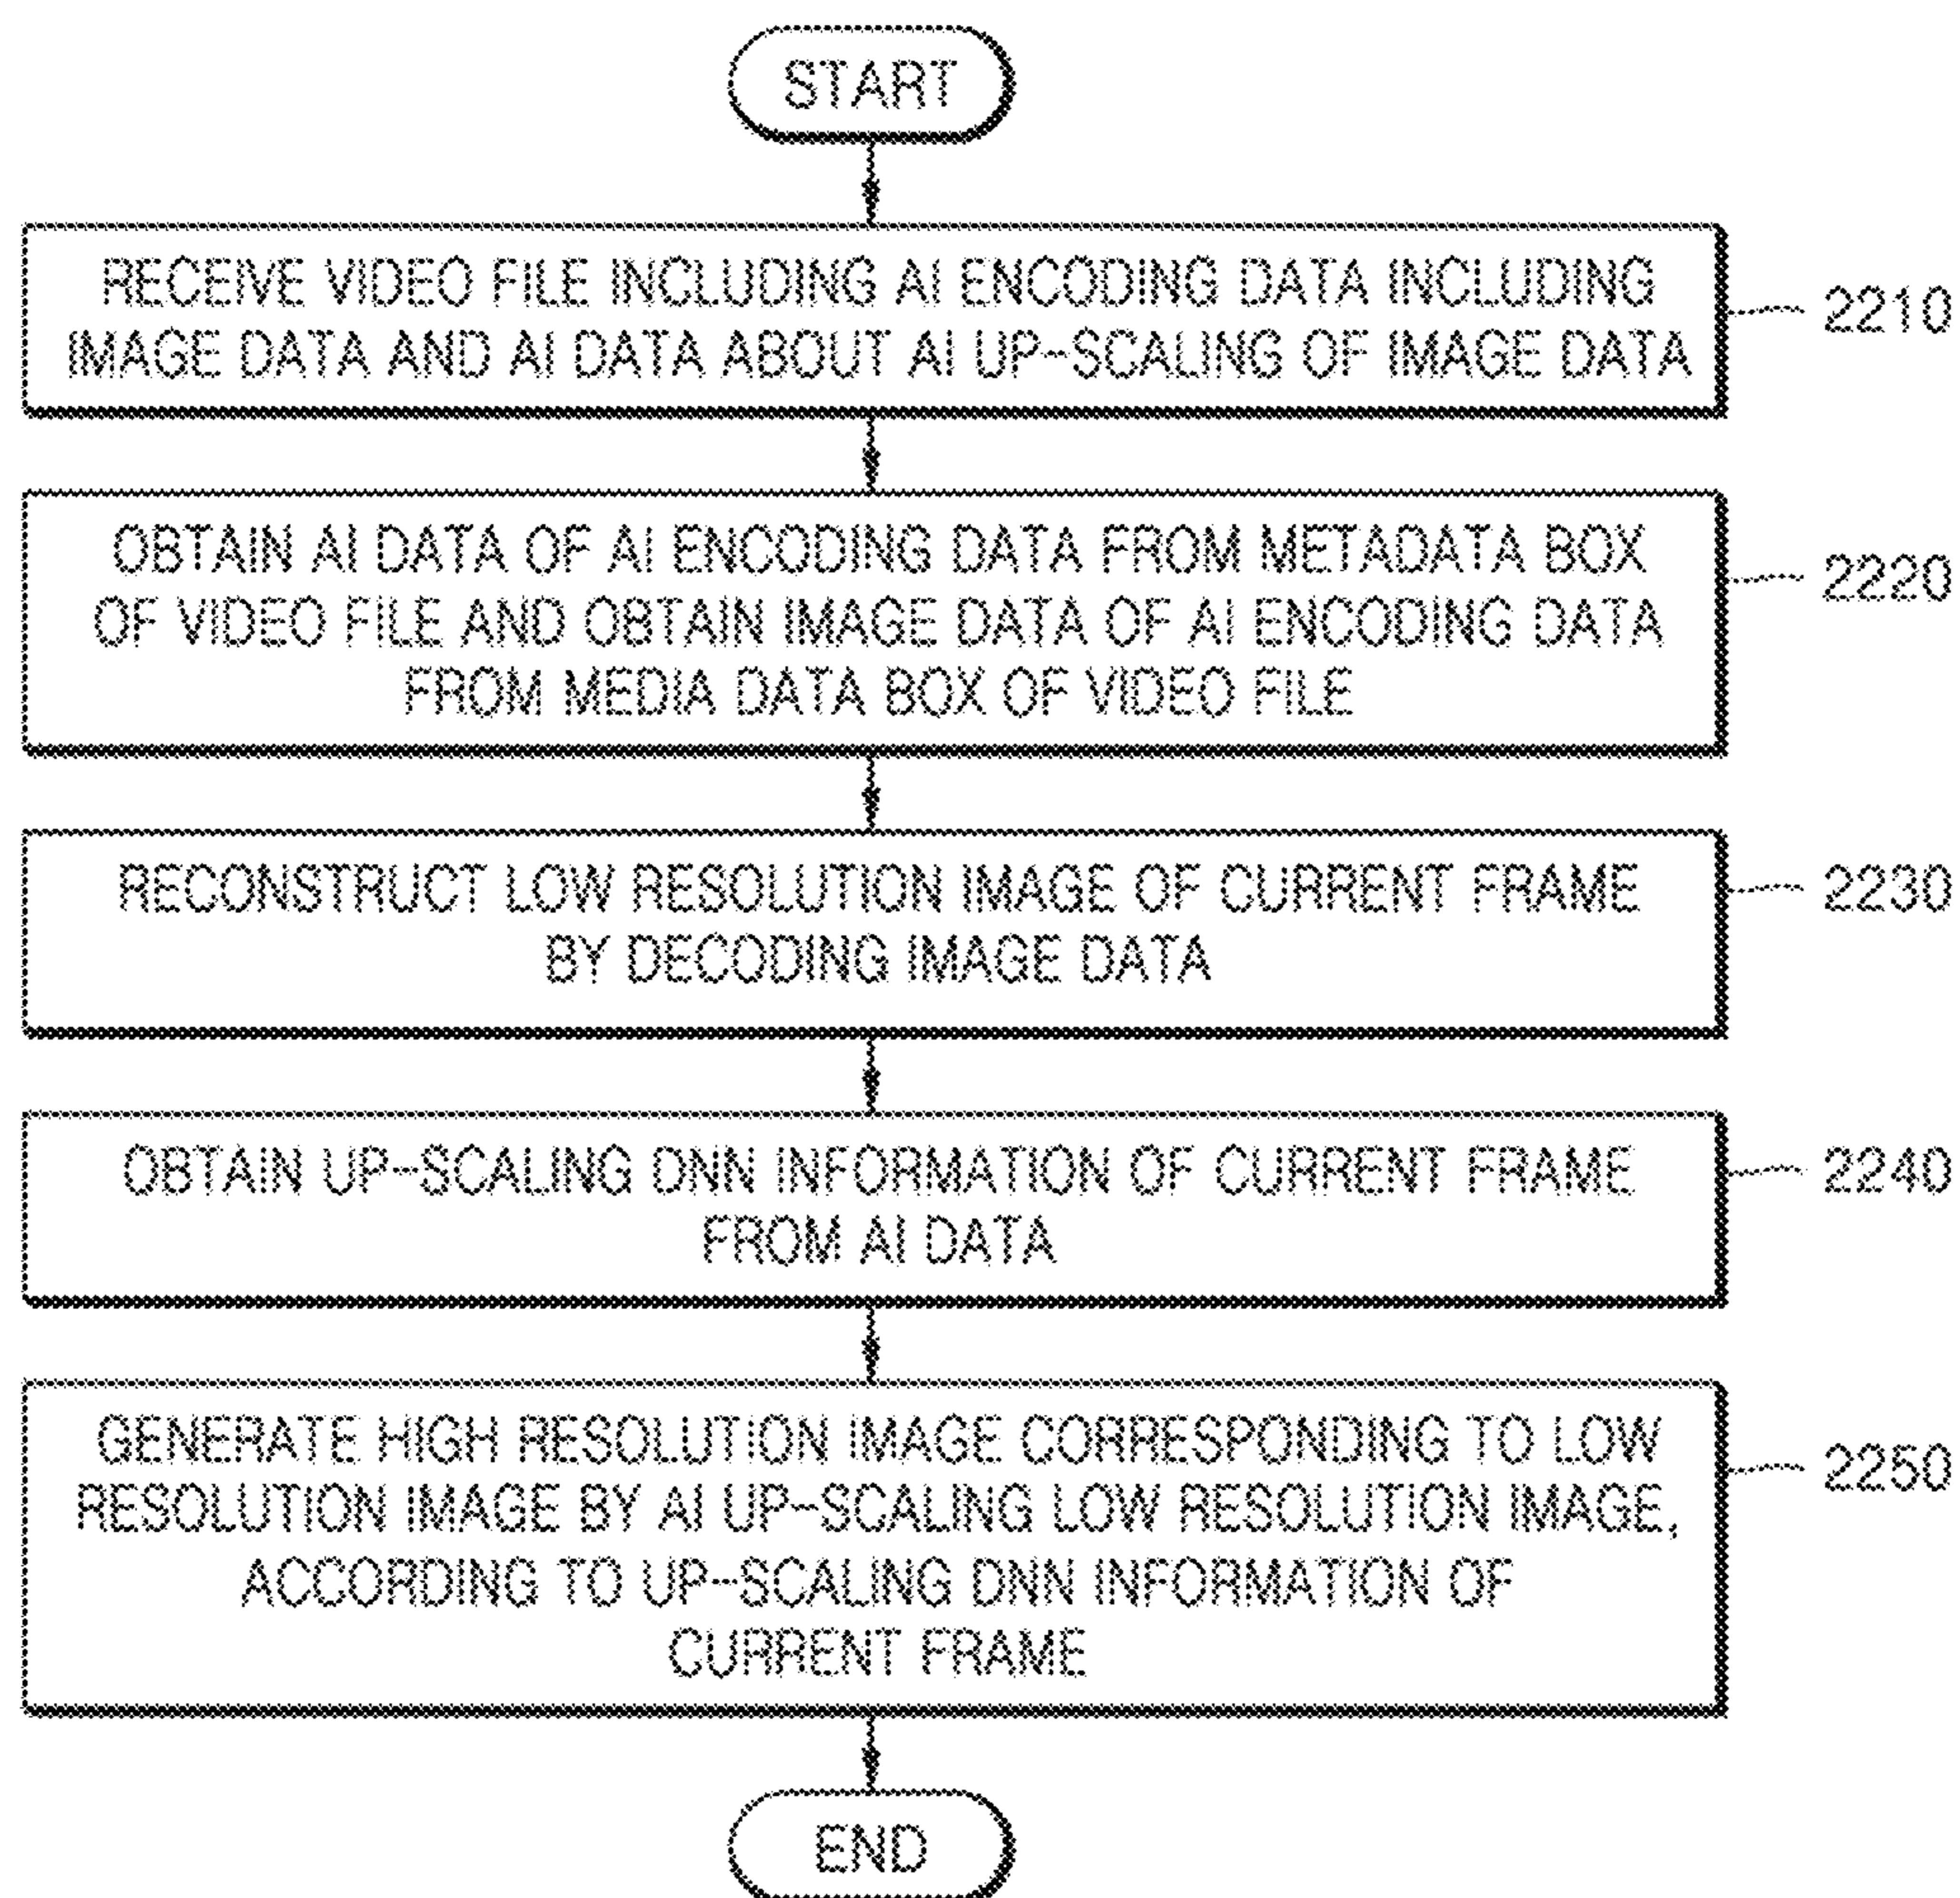 START
RECEIVE VIDEO FILE INCLUDING AI ENCODING DATA INCLUDING
IMAGE DATA AND AI DATA ABOUT AI UP-SCALING OF IMAGE DATA
2210
OBTAIN AI DATA OF AI ENCODING DATA FROM METADATA BOX
OF VIDEO FILE AND OBTAIN IMAGE DATA OF AI ENCODING DATA
FROM MEDIA DATA BOX OF VIDEO FILE
2220
RECONSTRUCT LOW RESOLUTION IMAGE OF CURRENT FRAME
BY DECODING IMAGE DATA
2230
OBTAIN UP-SCALING DNN INFORMATION OF CURRENT FRAME
FROM AI DATA
2240
GENERATE HIGH RESOLUTION IMAGE CORRESPONDING TO LOW
RESOLUTION IMAGE BY AI UP-SCALING LOW RESOLUTION IMAGE,
ACCORDING TO UP-SCALING DNN INFORMATION OF
CURRENT FRAME
2250
END